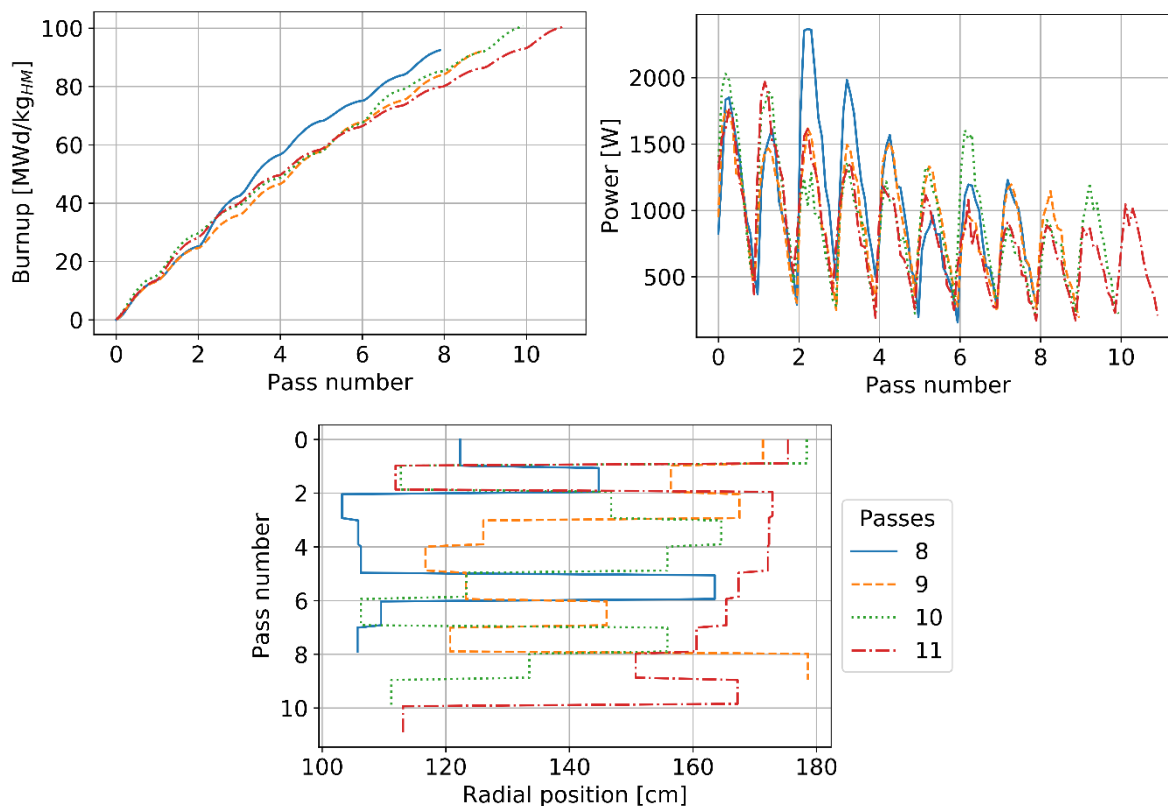 100
80
60
40
20
0
Burnup [MWd/kg_HM]
0 2 4 6 8 10
Pass number
2000
1500
1000
500
Power [W]
0 2 4 6 8 10
Pass number
0
2
4
6
8
10
Pass number
100 120 140 160 180
Radial position [cm]
Passes
8
9
10
11